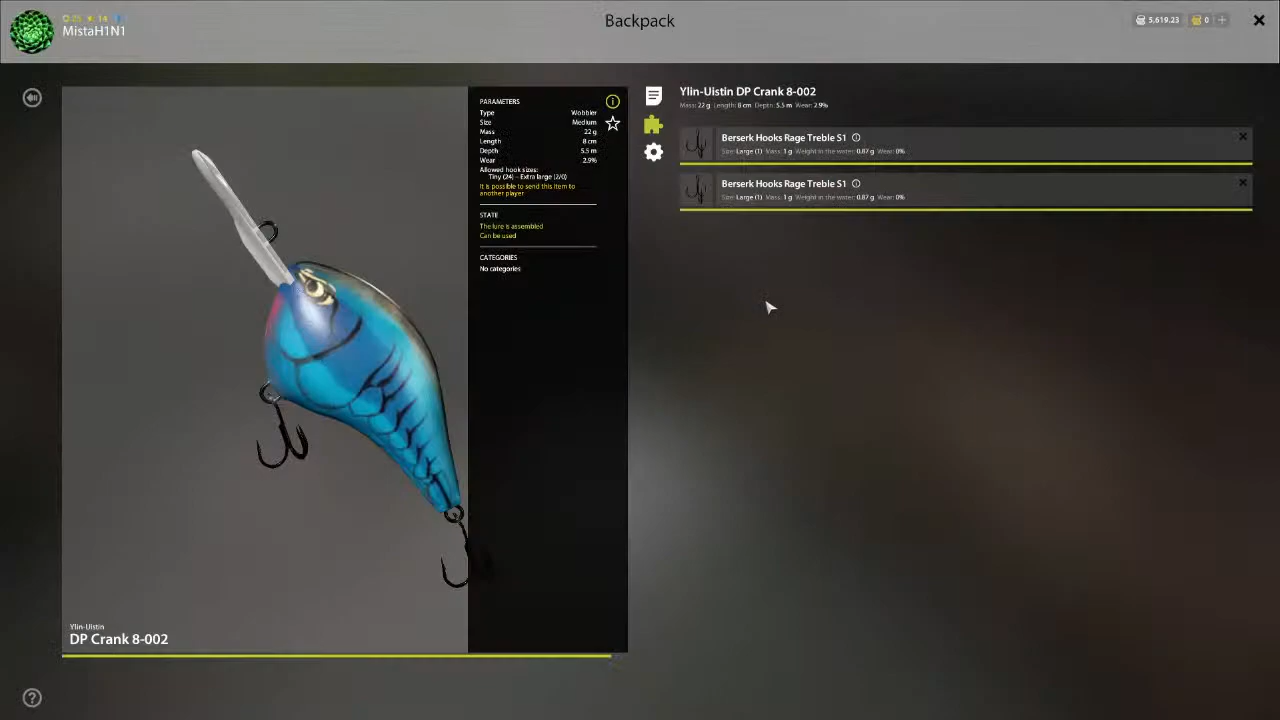 25 14
MistaH1N1
Backpack
5,619.23 0 +
PARAMETERS
Type Wobbler
Size Medium
Mass 22 g
Length 8 cm
Depth 5.5 m
Wear 2.9%
Allowed hook sizes:
Tiny (24) - Extra large (2/0)
It is possible to send this item to
another player
STATE
The lure is assembled
Can be used
CATEGORIES
No categories
Ylin-Uistin
DP Crank 8-002
Ylin-Uistin DP Crank 8-002
Mass: 22 g Length: 8 cm Depth: 5.5 m Wear: 2.9%
Berserk Hooks Rage Treble S1
Size: Large (1) Mass: 1 g Weight in the water: 0.87 g Wear: 0%
Berserk Hooks Rage Treble S1
Size: Large (1) Mass: 1 g Weight in the water: 0.87 g Wear: 0%